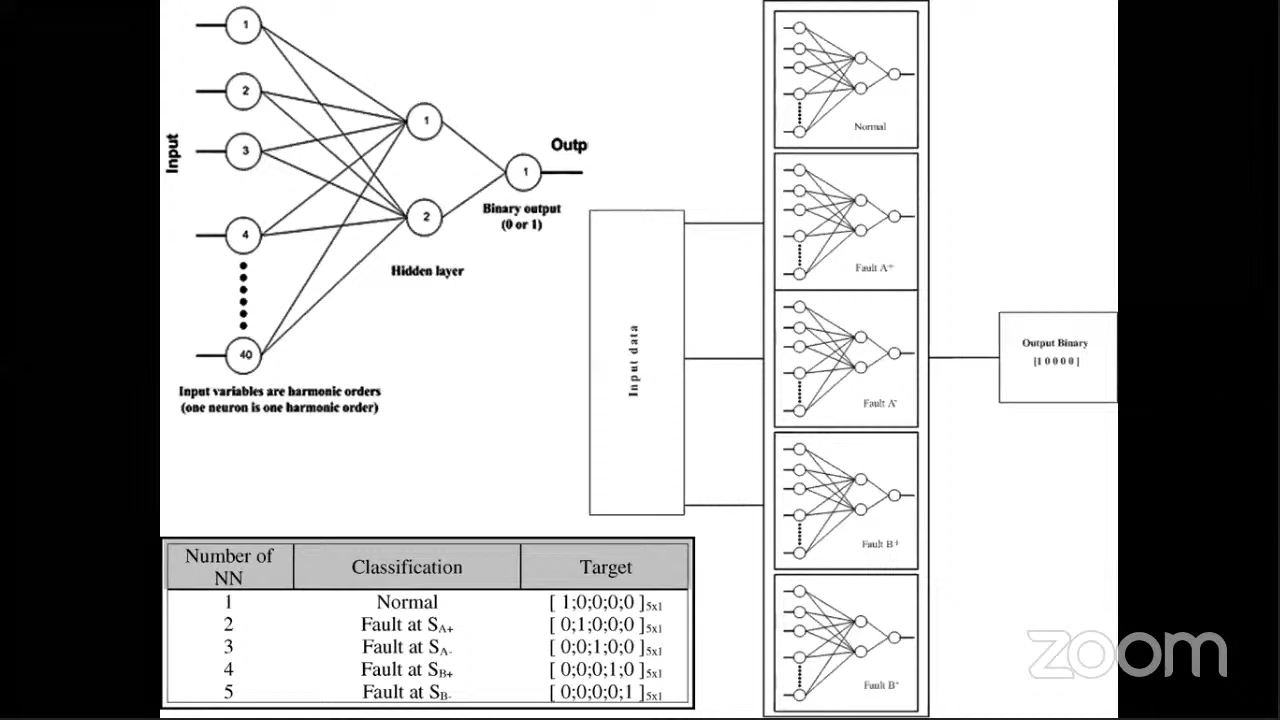 Input
1
2
3
4
40
1
2
1
Outp
Binary output
(0 or 1)
Hidden layer
Input variables are harmonic orders
(one neuron is one harmonic order)
Input data
Normal
Fault A+
Fault A-
Fault B+
Fault B-
Output Binary
[1 0 0 0 0]
Number of NN Classification Target
1 Normal [ 1;0;0;0;0 ]5x1
2 Fault at SA+ [ 0;1;0;0;0 ]5x1
3 Fault at SA- [ 0;0;1;0;0 ]5x1
4 Fault at SB+ [ 0;0;0;1;0 ]5x1
5 Fault at SB- [ 0;0;0;0;1 ]5x1
zoom